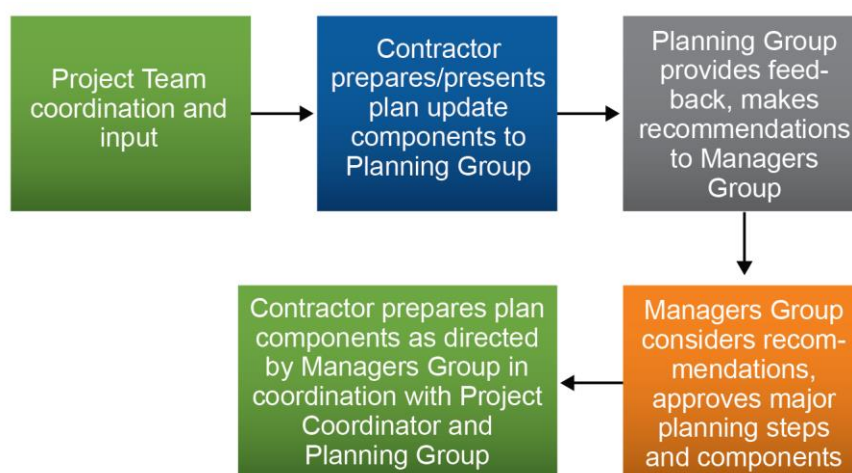 Project Team
coordination and
input
Contractor
prepares/presents
plan update
components to
Planning Group
Planning Group
provides feed-
back, makes
recommendations
to Managers
Group
Managers Group
considers recom-
mendations,
approves major
planning steps
and components
Contractor prepares plan
components as directed
by Managers Group in
coordination with Project
Coordinator and
Planning Group